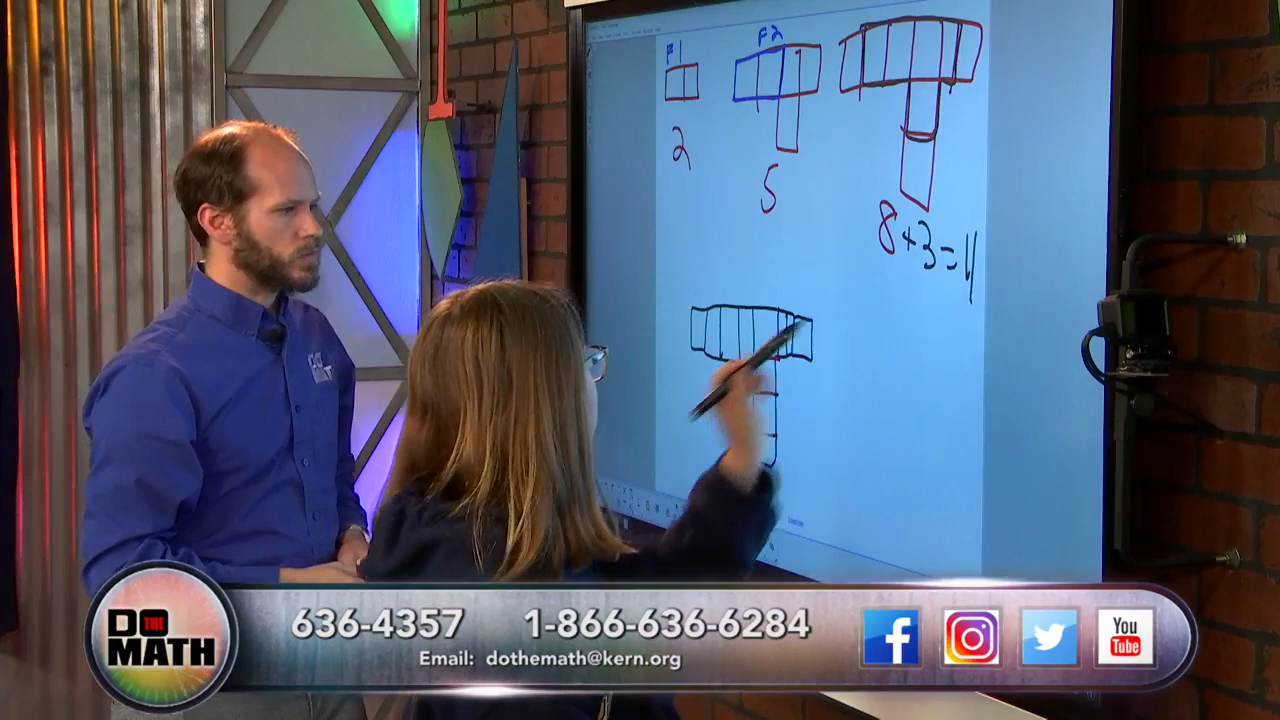 F1
F2
2
5
8+3=11
DO THE MATH
636-4357
1-866-636-6284
Email: dothemath@kern.org
f
You
Tube